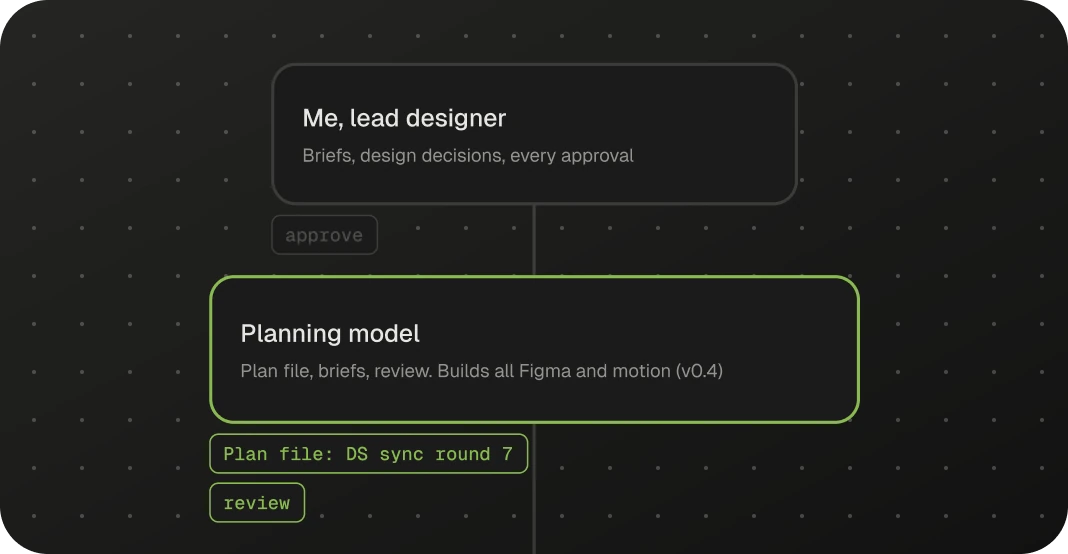 Me, lead designer
Briefs, design decisions, every approval
approve
Planning model
Plan file, briefs, review. Builds all Figma and motion (v0.4)
Plan file: DS sync round 7
review